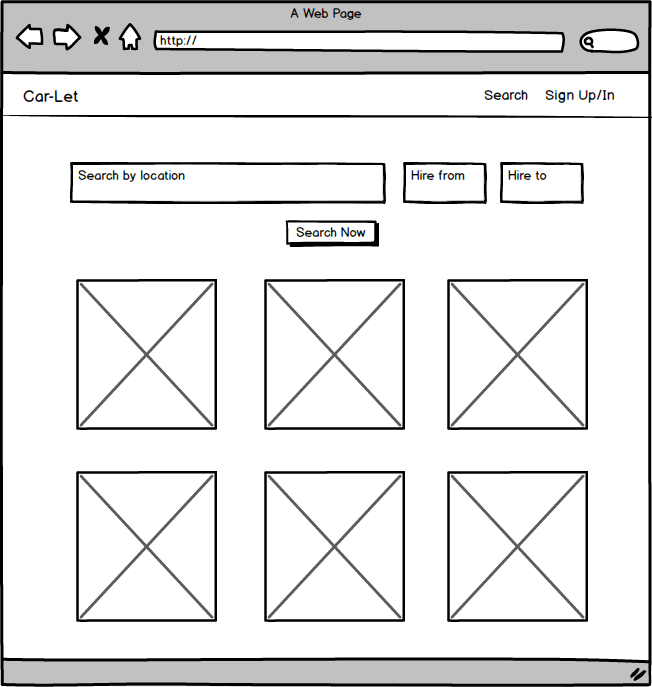 A Web Page
http://
Car-Let
Search Sign Up/In
Search by location
Hire from
Hire to
Search Now